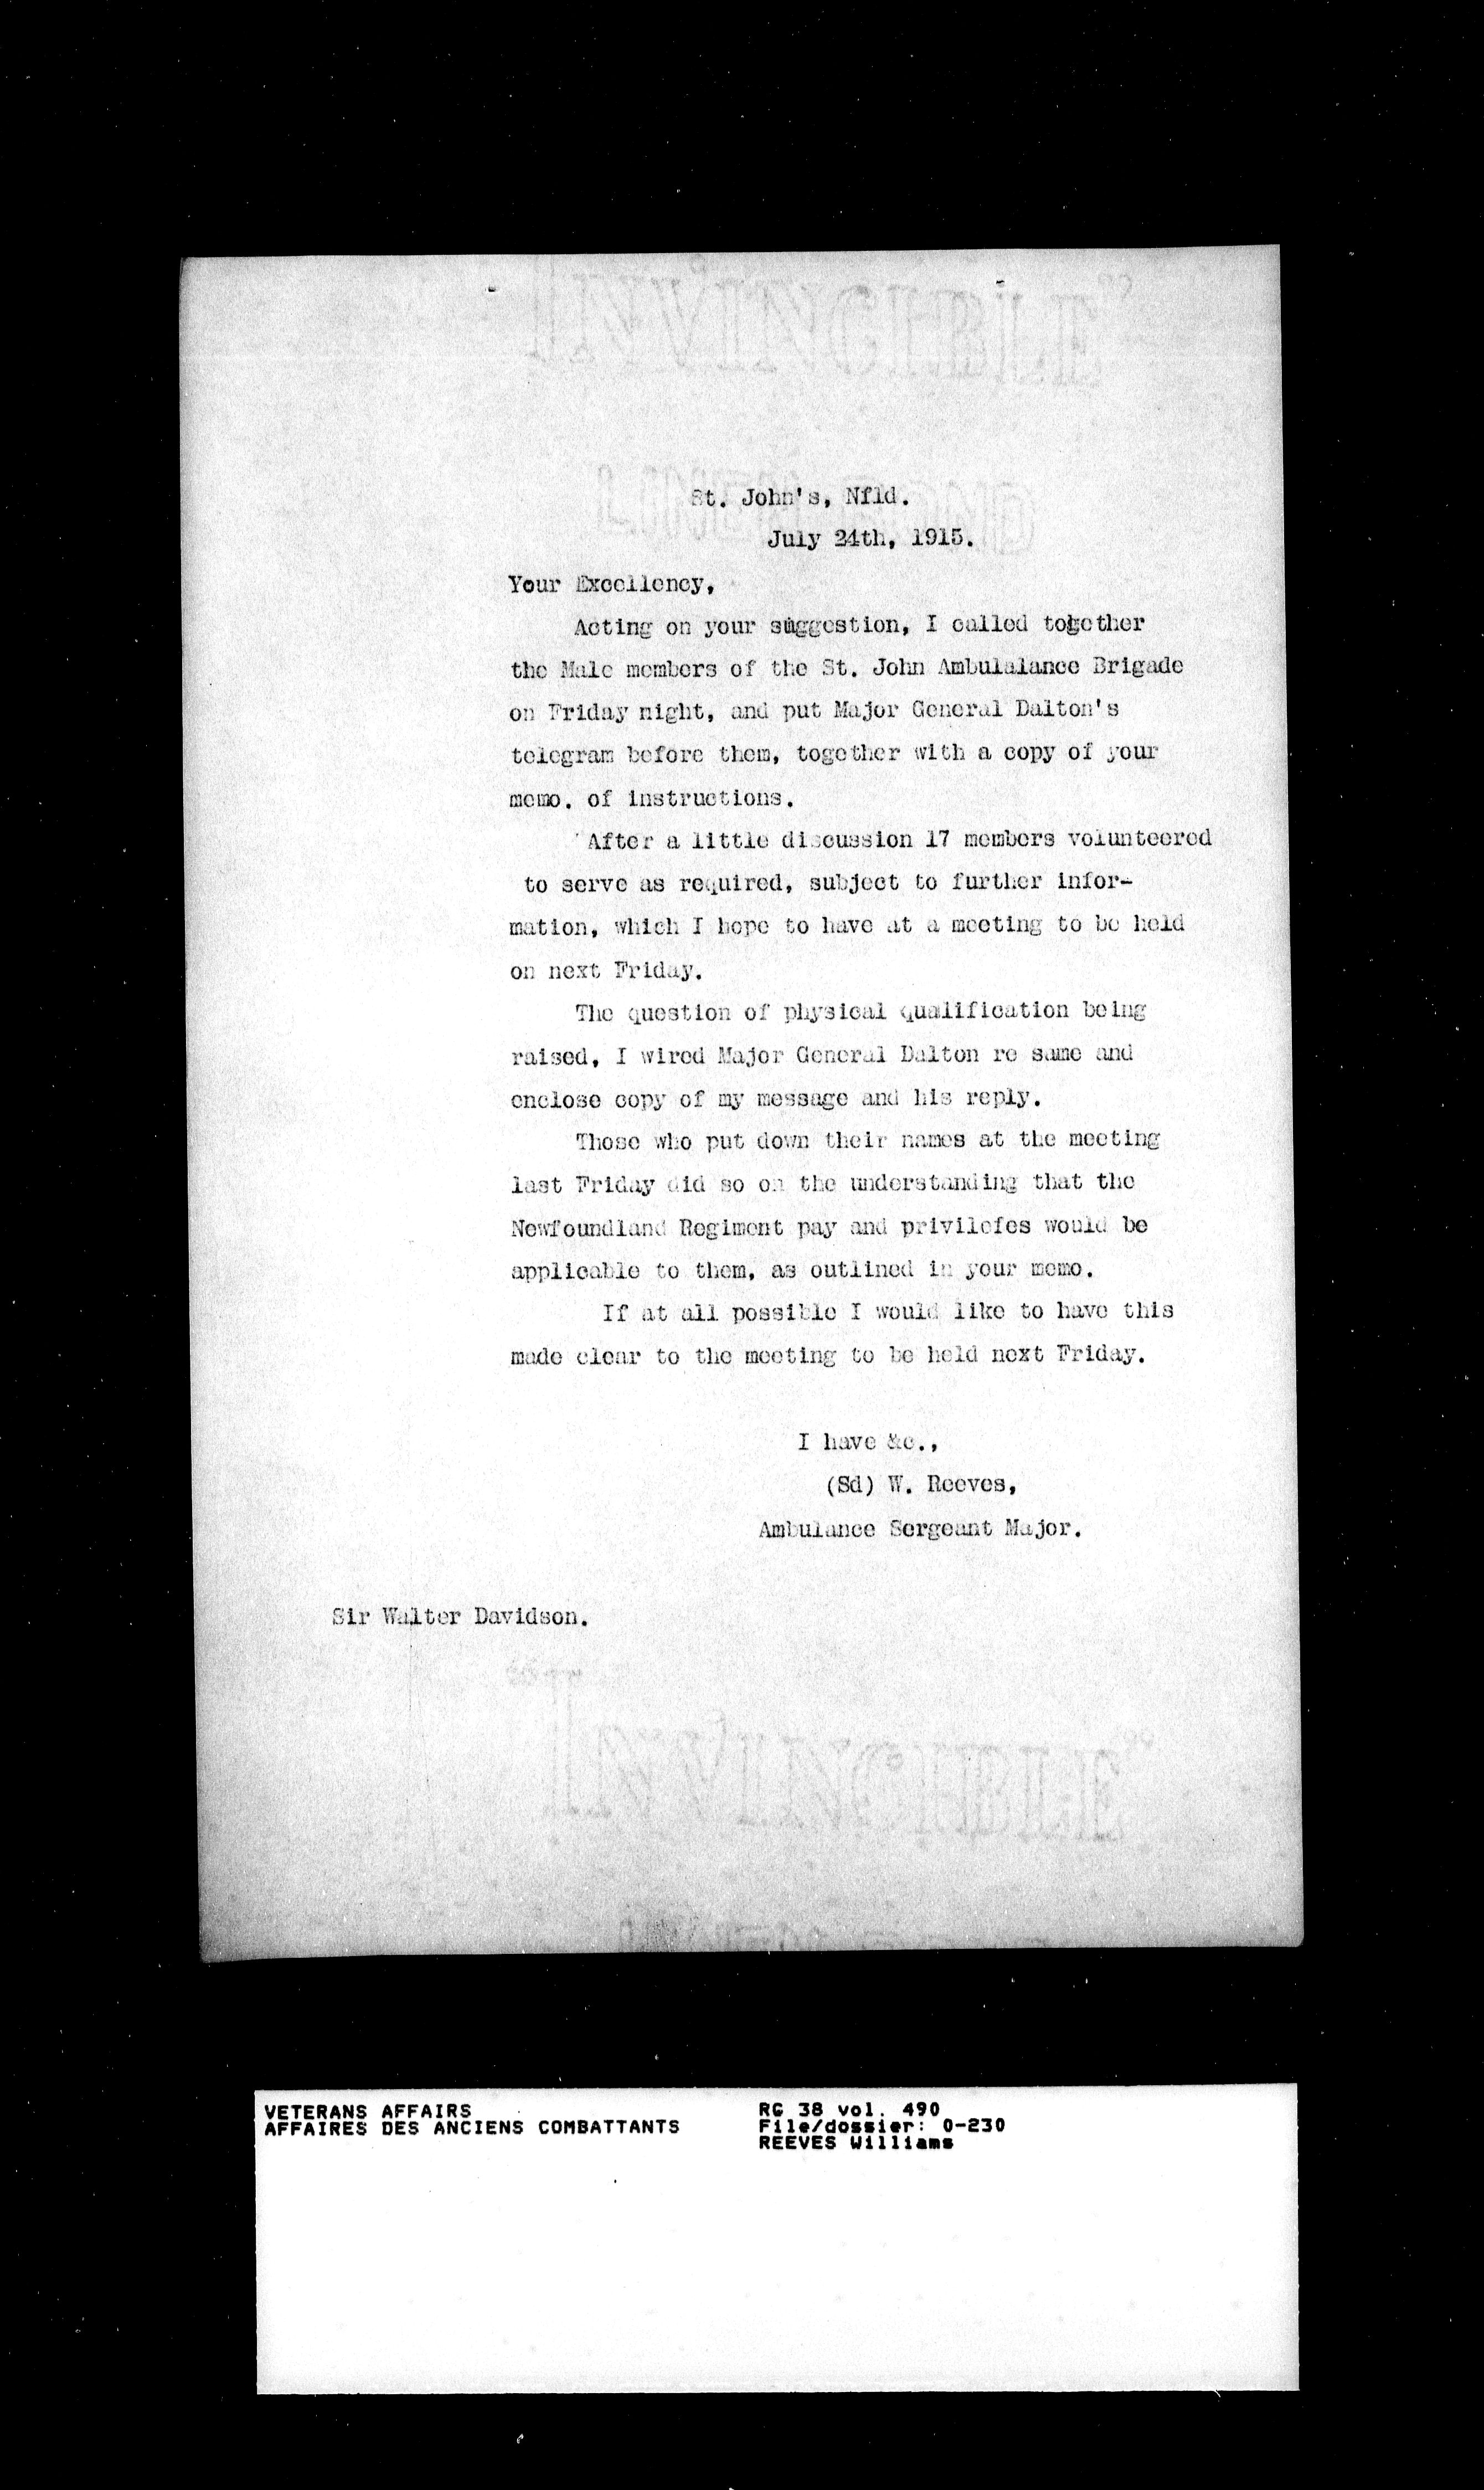 INVINCIBLE
St. John's, Nfld.
July 24th, 1915.
Your Excellency,
Acting on your suggestion, I called together
the Male members of the St. John Ambulalance Brigade
on Friday night, and put Major General Dalton's
telegram before them, together with a copy of your
memo. of instructions.
After a little discussion 17 members volunteered
to serve as required, subject to further infor-
mation, which I hope to have at a meeting to be held
on next Friday.
The question of physical qualification being
raised, I wired Major General Dalton re same and
enclose copy of my message and his reply.
Those who put down their names at the meeting
last Friday did so on the understanding that the
Newfoundland Regiment pay and privilefes would be
applicable to them, as outlined in your memo.
If at all possible I would like to have this
made clear to the meeting to be held next Friday.
I have &c.,
(Sd) W. Reeves,
Ambulance Sergeant Major.
Sir Walter Davidson.
INVINCIBLE
VETERANS AFFAIRS
AFFAIRES DES ANCIENS COMBATTANTS
RG 38 vol. 490
File/dossier: 0-230
REEVES Williams